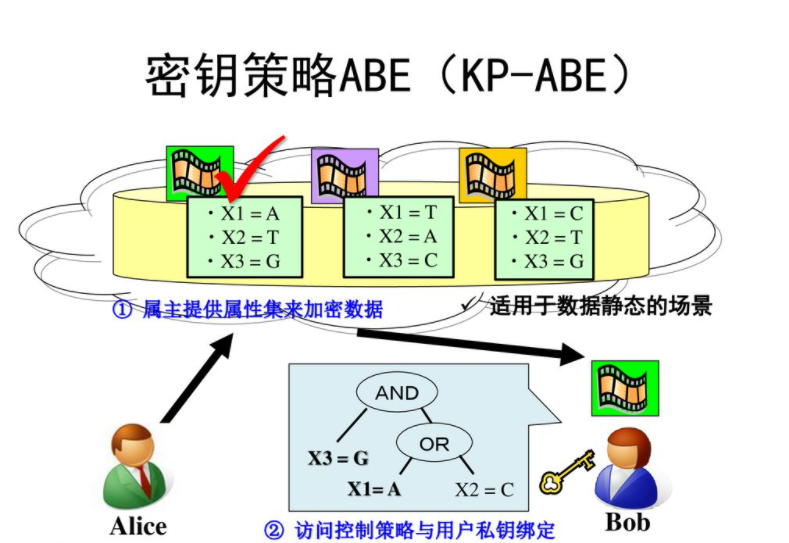 密钥策略ABE（KP-ABE）
·X1 = A
·X2 = T
·X3 = G
·X1 = T
·X2 = A
·X3 = C
·X1 = C
·X2 = T
·X3 = G
① 属主提供属性集来加密数据
✓ 适用于数据静态的场景
AND
OR
X3 = G
X1= A
X2 = C
Alice
② 访问控制策略与用户私钥绑定
Bob